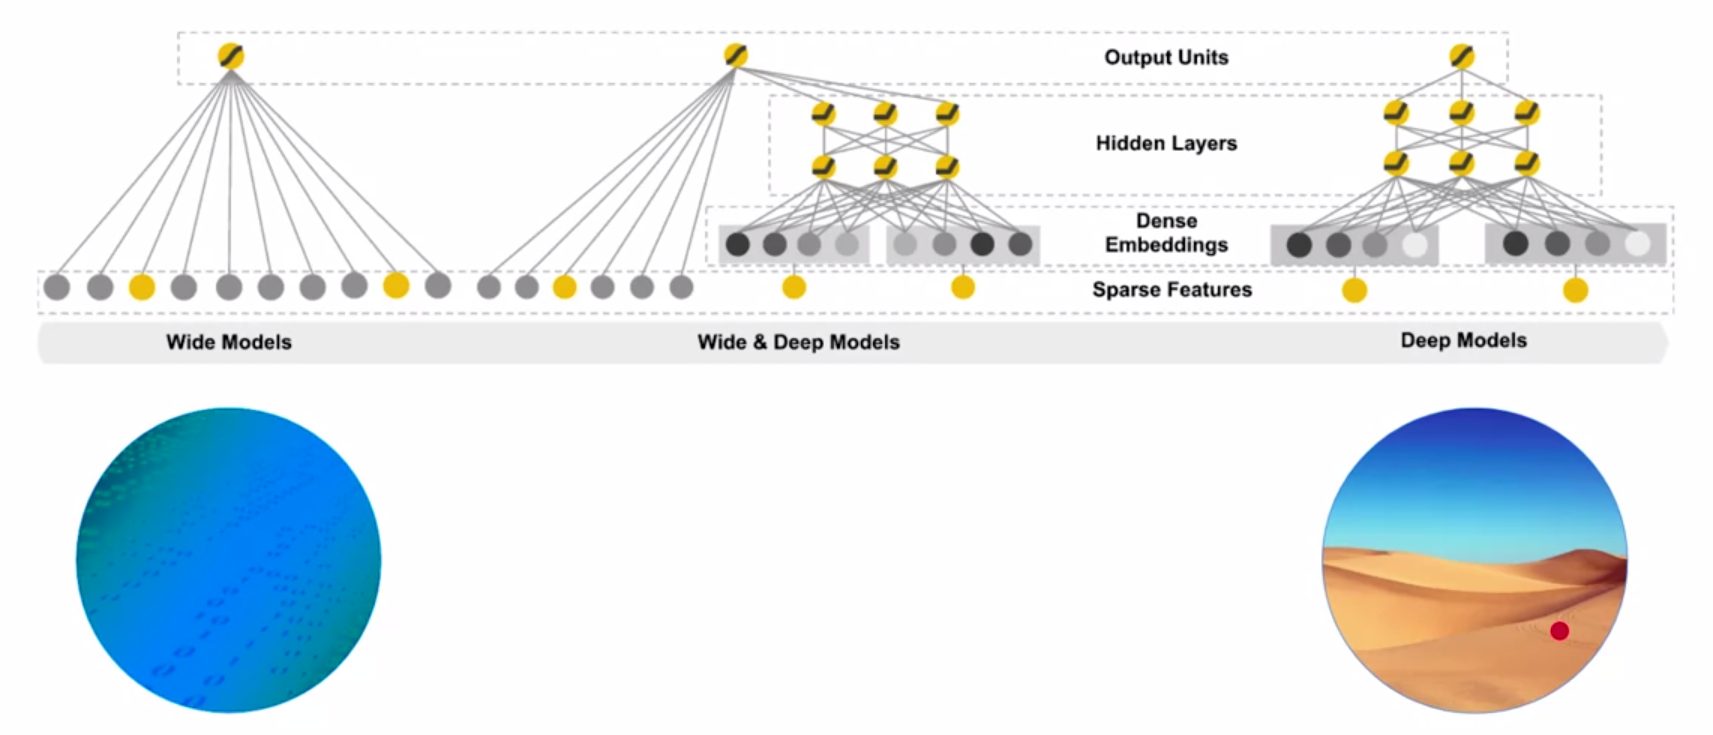 Output Units
Hidden Layers
Dense
Embeddings
Sparse Features
Wide Models
Wide & Deep Models
Deep Models